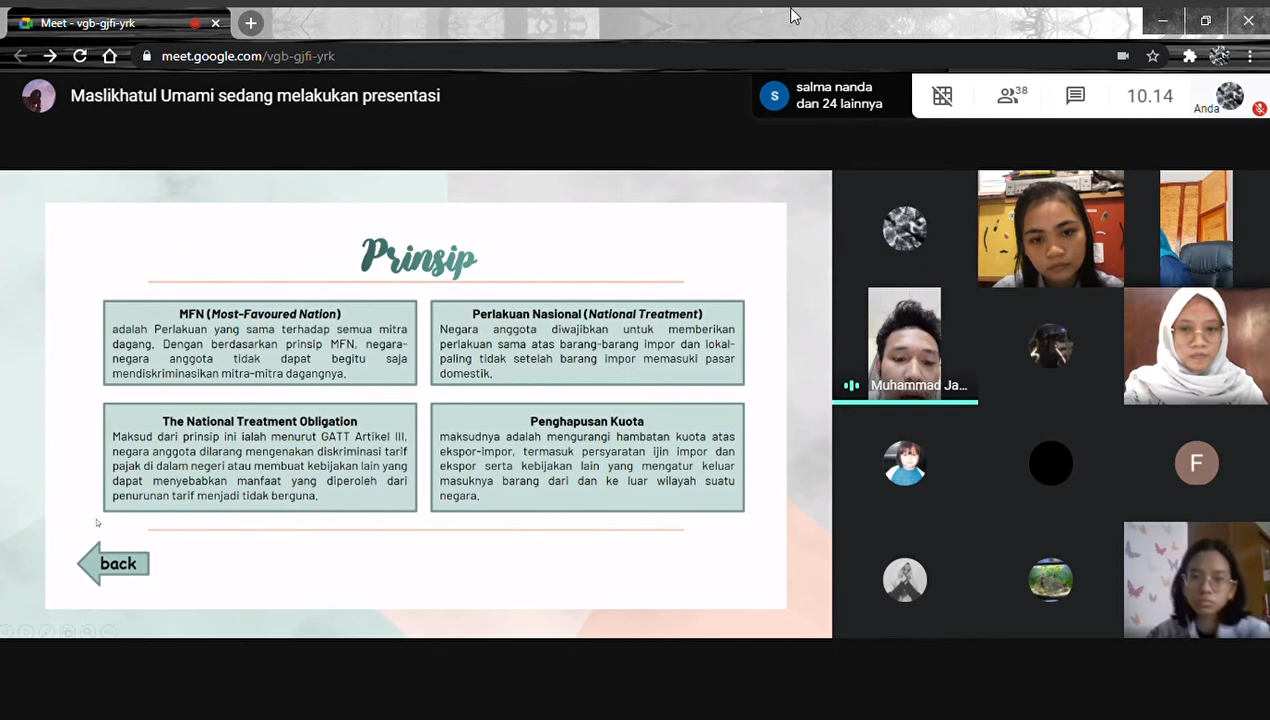 Meet - vgb-gjfi-yrk
meet.google.com/vgb-gjfi-yrk
Maslikhatul Umami sedang melakukan presentasi
S
salma nanda
dan 24 lainnya
38
10.14
Anda
Prinsip
MFN (Most-Favoured Nation)
adalah Perlakuan yang sama terhadap semua mitra
dagang. Dengan berdasarkan prinsip MFN, negara-
negara anggota tidak dapat begitu saja
mendiskriminasikan mitra-mitra dagangnya.
Perlakuan Nasional (National Treatment)
Negara anggota diwajibkan untuk memberikan
perlakuan sama atas barang-barang impor dan lokal-
paling tidak setelah barang impor memasuki pasar
domestik.
The National Treatment Obligation
Maksud dari prinsip ini ialah menurut GATT Artikel III,
negara anggota dilarang mengenakan diskriminasi tarif
pajak di dalam negeri atau membuat kebijakan lain yang
dapat menyebabkan manfaat yang diperoleh dari
penurunan tarif menjadi tidak berguna.
Penghapusan Kuota
maksudnya adalah mengurangi hambatan kuota atas
ekspor-impor, termasuk persyaratan ijin impor dan
ekspor serta kebijakan lain yang mengatur keluar
masuknya barang dari dan ke luar wilayah suatu
negara.
back
Muhammad Ja...
F